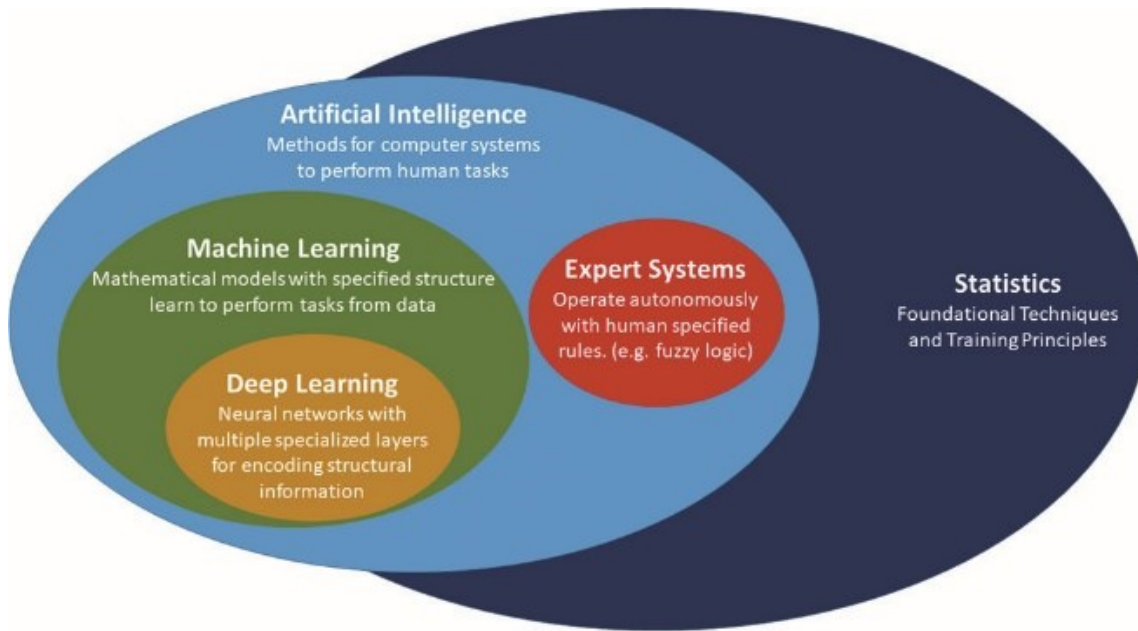 Artificial Intelligence
Methods for computer systems
to perform human tasks
Machine Learning
Mathematical models with specified structure
learn to perform tasks from data
Deep Learning
Neural networks with
multiple specialized layers
for encoding structural
information
Expert Systems
Operate autonomously
with human specified
rules. (e.g. fuzzy logic)
Statistics
Foundational Techniques
and Training Principles